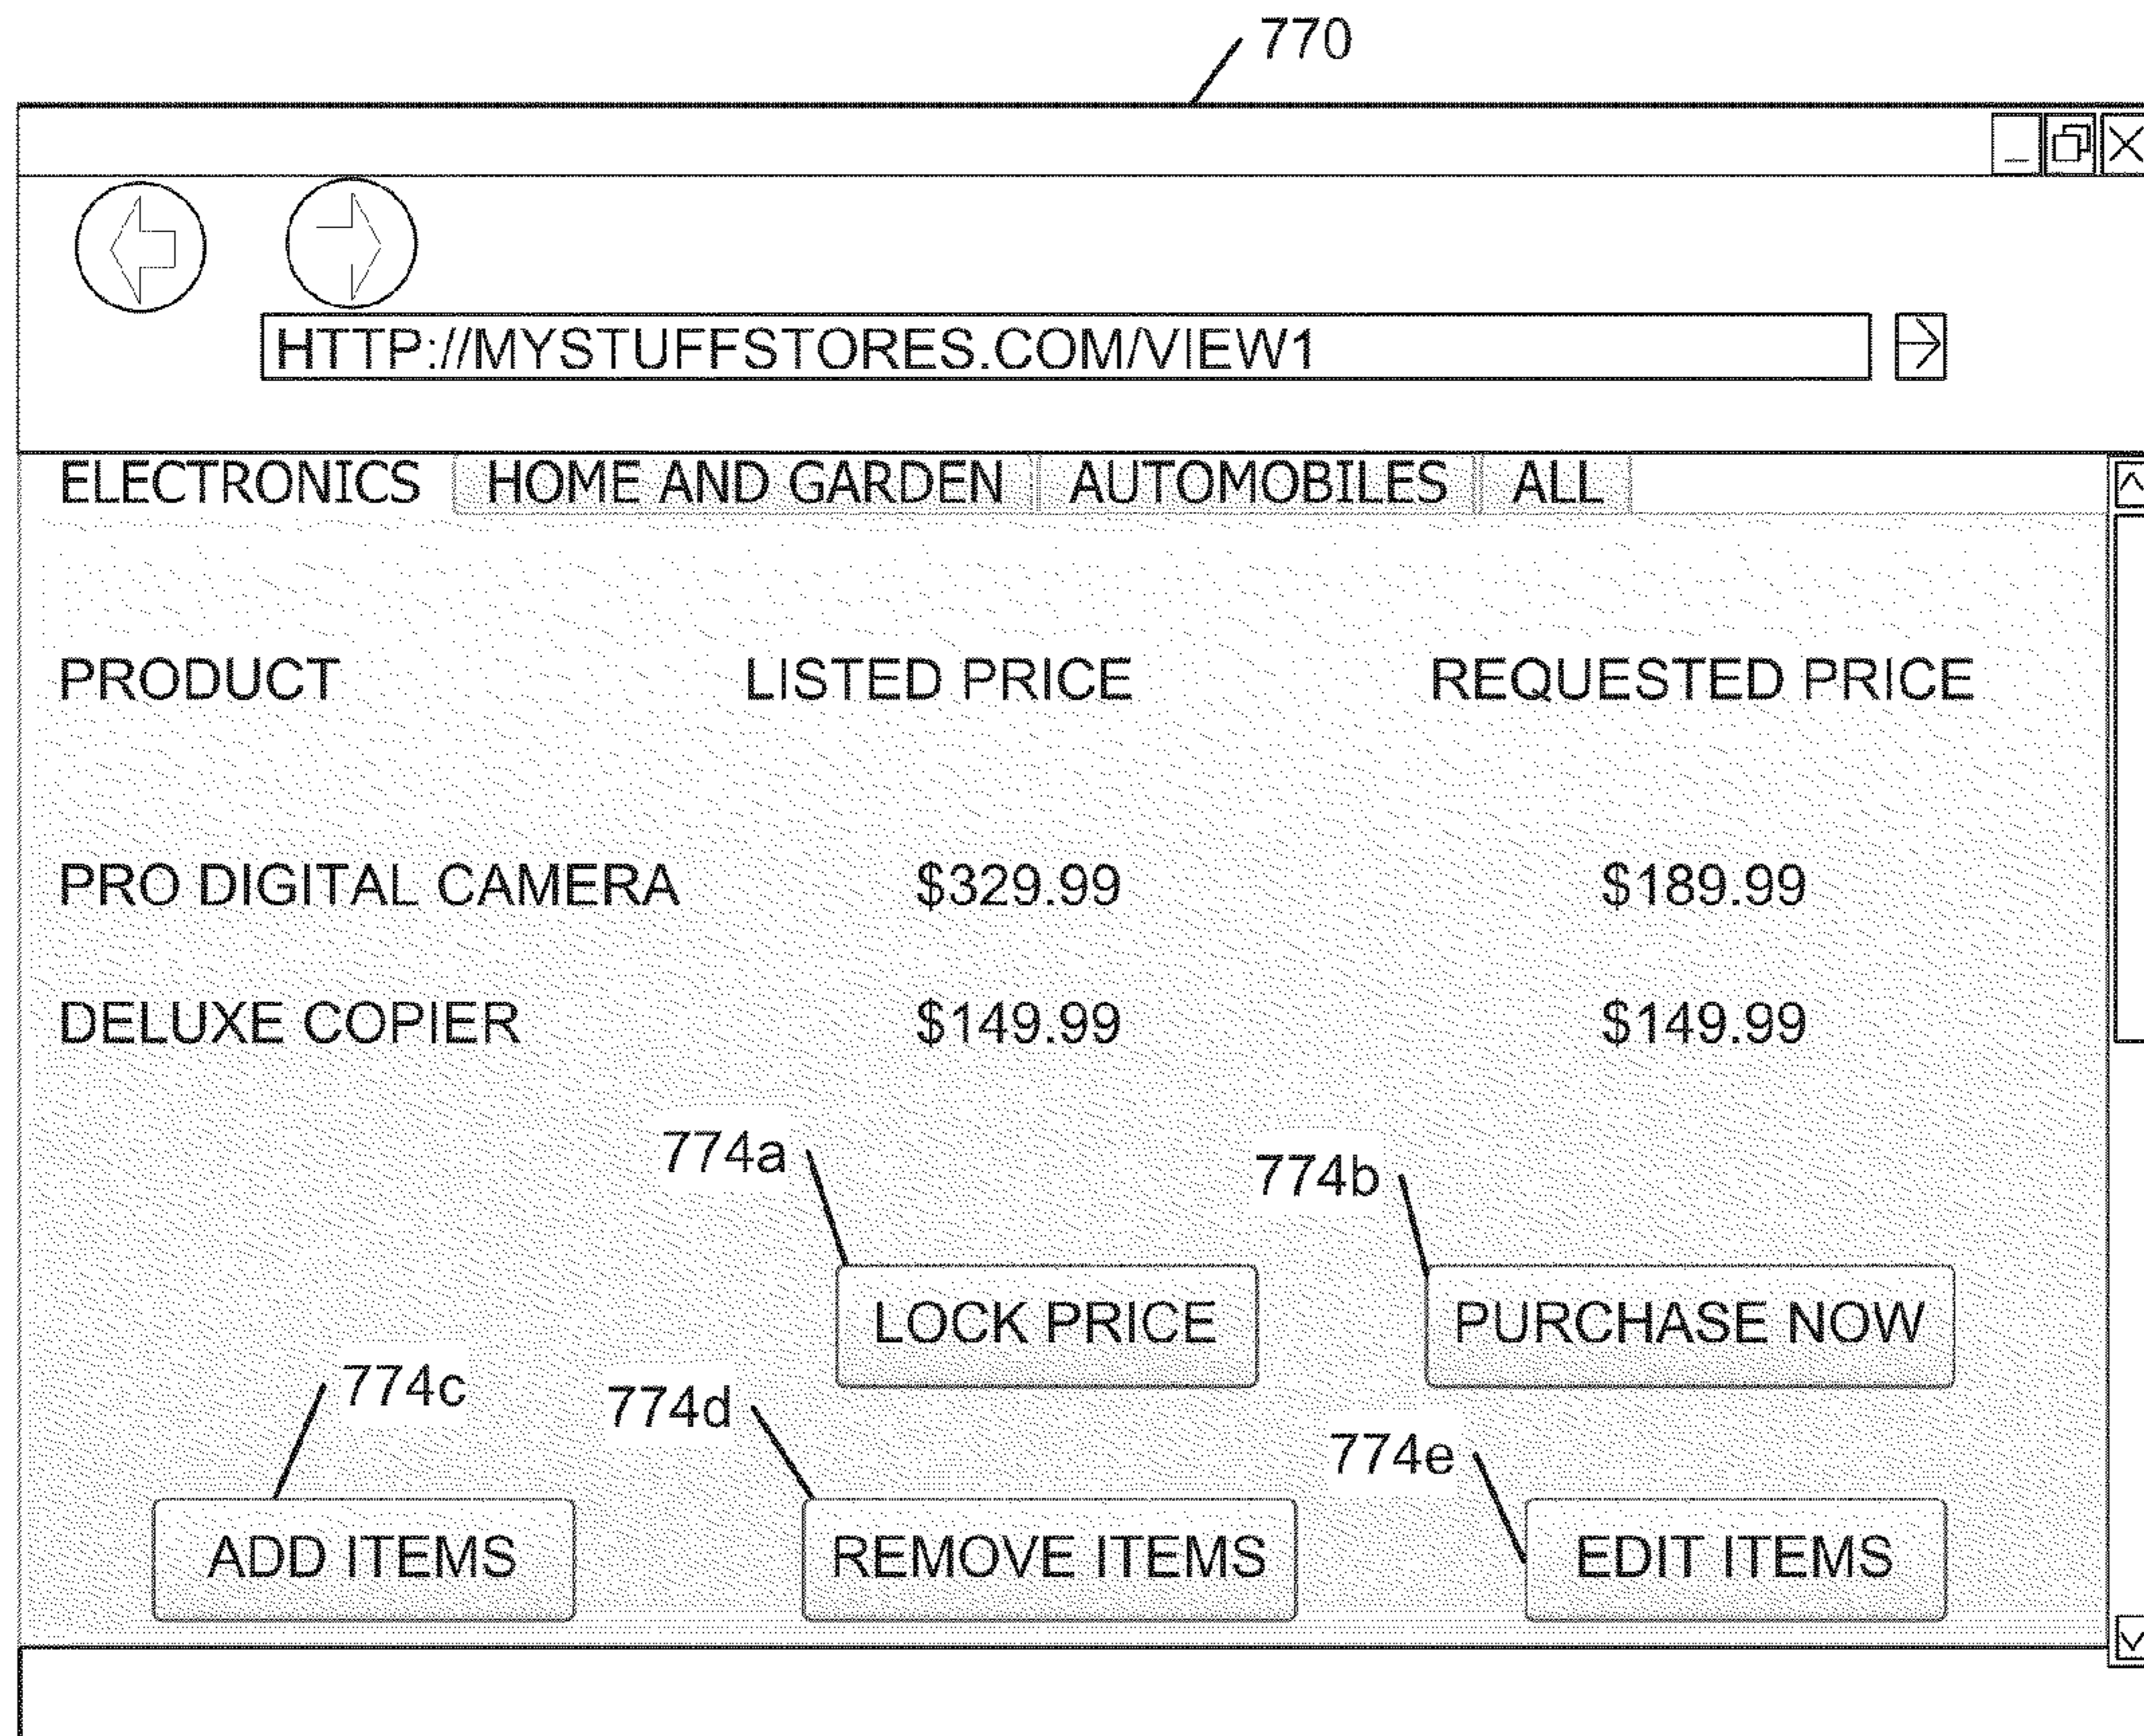 770
HTTP://MYSTUFFSTORES.COM/VIEW1
ELECTRONICS HOME AND GARDEN AUTOMOBILES ALL
PRODUCT LISTED PRICE REQUESTED PRICE
PRO DIGITAL CAMERA $329.99 $189.99
DELUXE COPIER $149.99 $149.99
774a 774b
LOCK PRICE PURCHASE NOW
774c 774d 774e
ADD ITEMS REMOVE ITEMS EDIT ITEMS